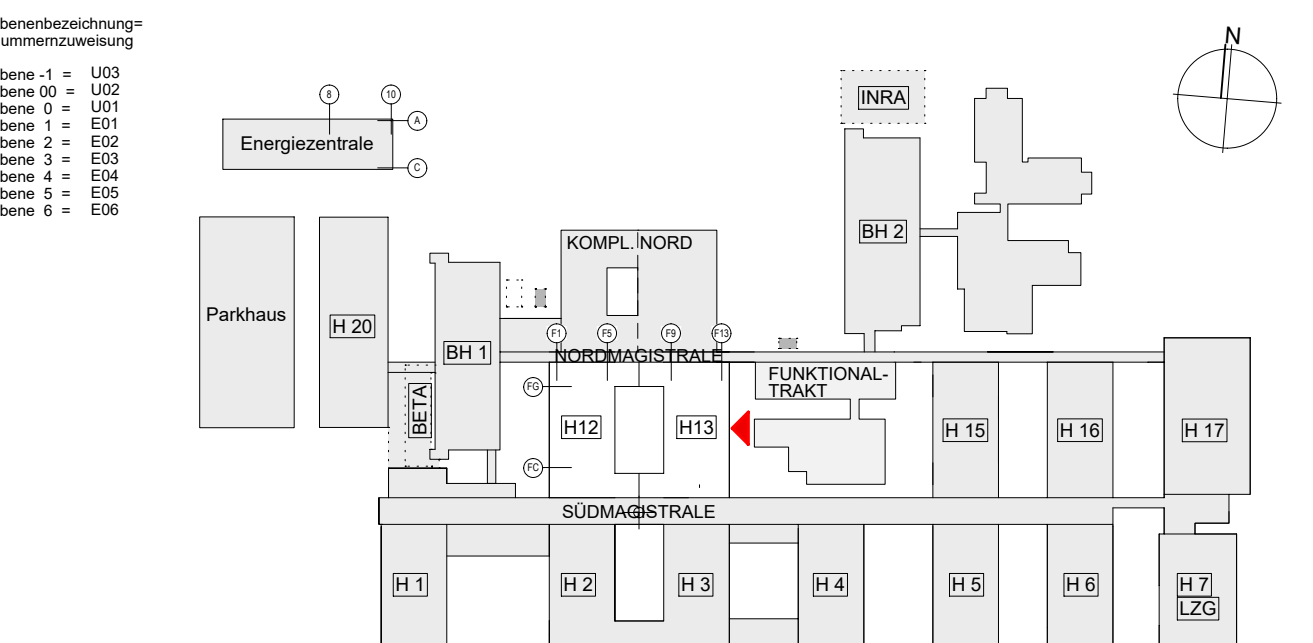 benenbezeichnung=
ummernzuweisung
bene -1 = U03
bene 00 = U02
bene 0 = U01
bene 1 = E01
bene 2 = E02
bene 3 = E03
bene 4 = E04
bene 5 = E05
bene 6 = E06
N
INRA
8 10
A
Energiezentrale
C
BH 2
KOMPL. NORD
Parkhaus
H 20
F1 F5 F9 F13
BH 1
NORDMAGISTRALE
FUNKTIONAL-
TRAKT
FG
BETA
H12
H13
H 15
H 16
H 17
FC
SÜDMAGISTRALE
H 1
H 2
H 3
H 4
H 5
H 6
H 7
LZG